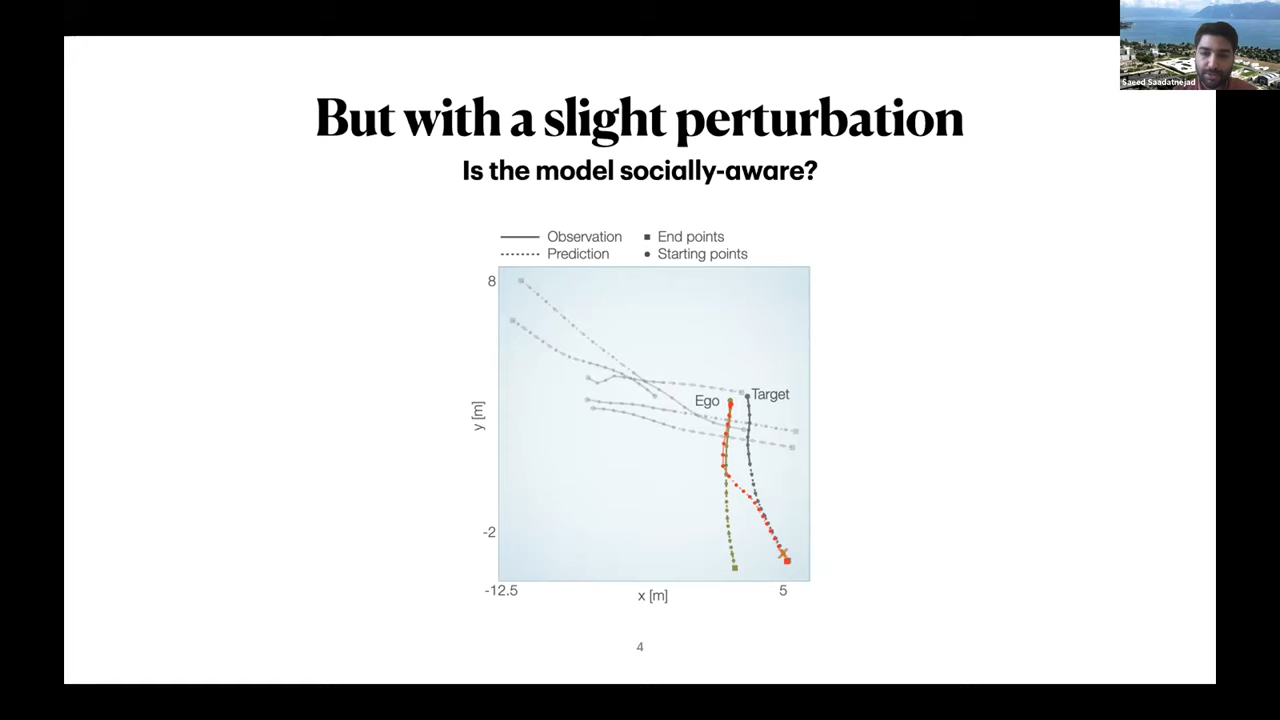 Saeed Saadatnejad
But with a slight perturbation
Is the model socially-aware?
Observation
End points
Prediction
Starting points
8
Ego
Target
y [m]
-2
-12.5
x [m]
5
4